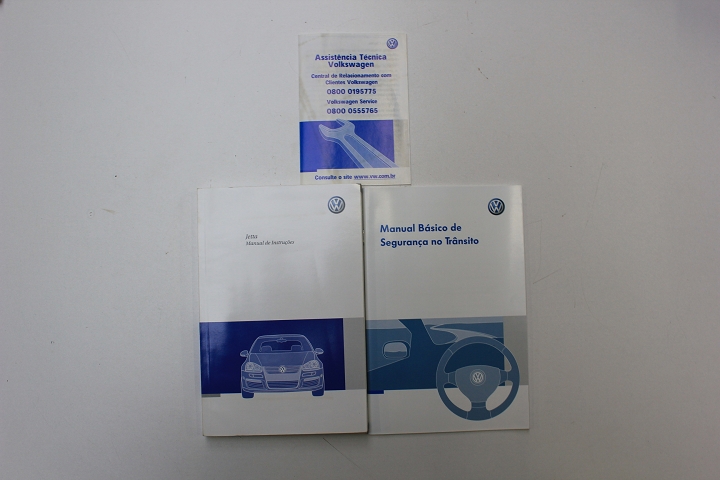 Assistência Técnica
Volkswagen
Central de Relasionamento com
Clientes Volkswagen
0800 0195775
Volkswagen Service
0800 0555765
Consulte o site www.vw.com.br
Jetta
Manual de Instruções
Manual Básico de
Segurança no Trânsito